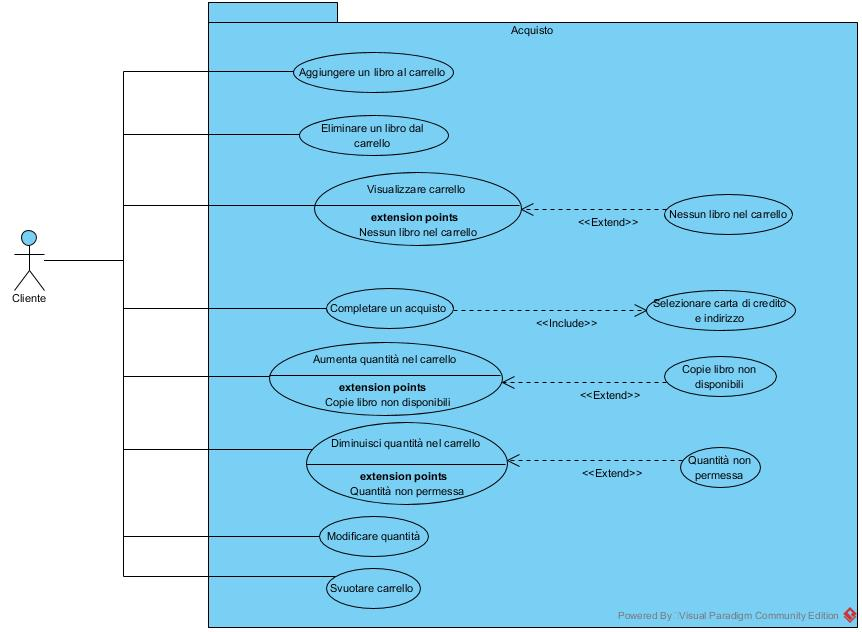 Acquisto
Aggiungere un libro al carrello
Eliminare un libro dal
carrello
Visualizzare carrello
extension points
Nessun libro nel carrello
<<Extend>>
Nessun libro nel carrello
Cliente
Completare un acquisto
<<Include>>
Selezionare carta di credito
e indirizzo
Aumenta quantità nel carrello
extension points
Copie libro non disponibili
<<Extend>>
Copie libro non
disponibili
Diminuisci quantità nel carrello
extension points
Quantità non permessa
<<Extend>>
Quantità non
permessa
Modificare quantità
Svuotare carrello
Powered By Visual Paradigm Community Edition